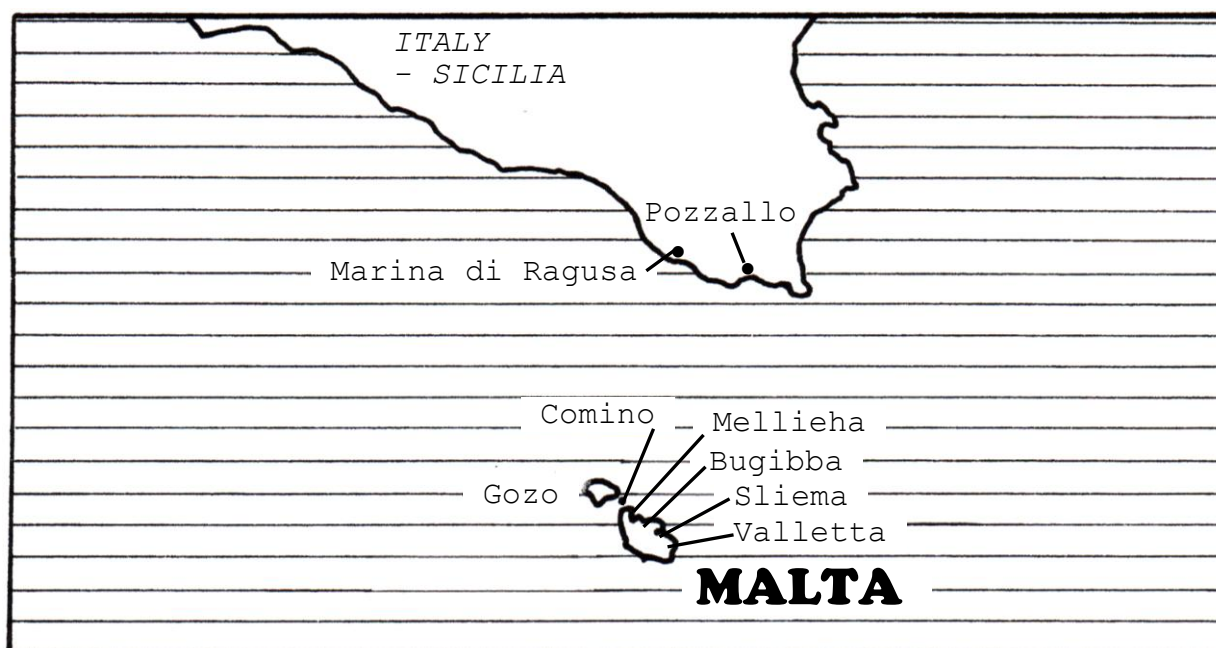 ITALY
- SICILIA
Pozzallo
Marina di Ragusa
Comino
Mellieha
Bugibba
Gozo
Sliema
Valletta
MALTA